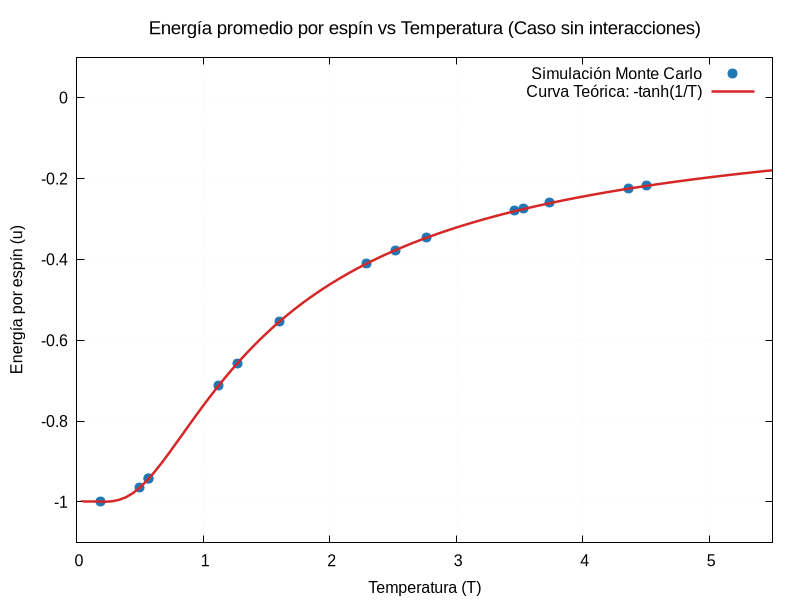 Energía promedio por espín vs Temperatura (Caso sin interacciones)
Simulación Monte Carlo
Curva Teórica: -tanh(1/T)
0
-0.2
-0.4
-0.6
-0.8
-1
Energía por espín (u)
0 1 2 3 4 5
Temperatura (T)